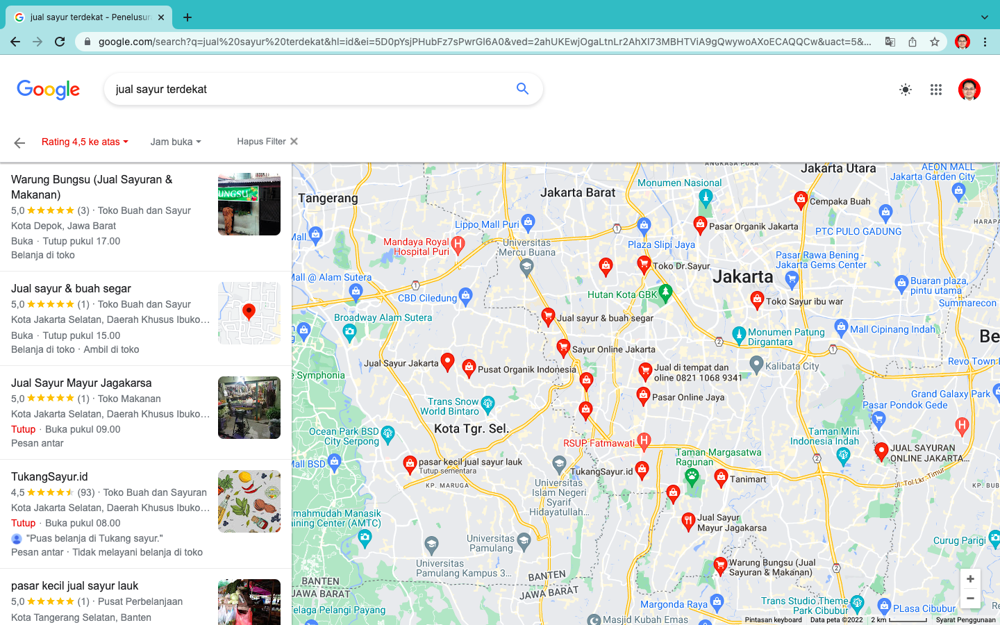 jual sayur terdekat - Penelusur
google.com/search?q=jual%20sayur%20terdekat&hl=id&ei=5D0pYsjPHubFz7sPwrGl6A0&ved=2ahUKEwjOgaLtnLr2AhXI73MBHTViA9gQwywoAXoECAQQCw&uact=5&...
Google
jual sayur terdekat
Rating 4,5 ke atas
Jam buka
Hapus Filter
Warung Bungsu (Jual Sayuran &
Makanan)
5,0 (3) · Toko Buah dan Sayur
Kota Depok, Jawa Barat
Buka · Tutup pukul 17.00
Belanja di toko
UNGSU
Jual sayur & buah segar
5,0 (1) · Toko Buah dan Sayur
Kota Jakarta Selatan, Daerah Khusus Ibuko...
Buka · Tutup pukul 15.00
Belanja di toko · Ambil di toko
Jual Sayur Mayur Jagakarsa
5,0 (1) · Toko Makanan
Kota Jakarta Selatan, Daerah Khusus Ibuko...
Tutup · Buka pukul 09.00
Pesan antar
TukangSayur.id
4,5 (93) · Toko Buah dan Sayuran
Kota Jakarta Selatan, Daerah Khusus Ibuko...
Tutup · Buka pukul 08.00
"Puas belanja di Tukang sayur."
Pesan antar · Tidak melayani belanja di toko
pasar kecil jual sayur lauk
5,0 (1) · Pusat Perbelanjaan
Kota Tangerang Selatan, Banten
ANGKASA PURA
Jakarta Utara
AEON MALL
Jakarta Garden City
Monumen Nasional
Jakarta Barat
Tangerang
Cempaka Buah
Lippo Mall Puri
1
Pasar Organik Jakarta
PTC PULO GADUNG
HARAPA
Mall
Mandaya Royal
Hospital Puri
Universitas
Mercu Buana
Plaza Slipi Jaya
Pasar Rawa Bening -
Jakarta Gems Center
Toko Dr.Sayur
Mall @ Alam Sutera
1
Jakarta
Buaran plaza,
pintu utama
CBD Ciledung
Hutan Kota GBK
Toko Sayur ibu war
Summarecon
Broadway Alam Sutera
Jual sayur & buah segar
Monumen Patung
Dirgantara
Mall Cipinang Indah
Be
2
1
Sayur Online Jakarta
Jual Sayur Jakarta
Pusat Organik Indonesia
Jual di tempat dan
oline 0821 1068 9341
Kalibata City
Revo Town
e Symphonia
Pasar Online Jaya
Grand Galaxy Park
Trans Snow
World Bintaro
Pasar Pondok Gede
Kota Tgr. Sel.
Ocean Park BSD
City Serpong
RSUP Fatmawati
Taman Mini
Indonesia Indah
Taman Margasatwa
Ragunan
JUAL SAYURAN
ONLINE JAKARTA...
2
Mall BSD
pasar kecil jual sayur lauk
Tutup sementara
TukangSayur.id
Tanimart
Jl. Tol Lkr. Timur
KP. MARUGA
KP. BUB
Universitas
Islam Negeri
Syarif
Hidayatullah...
Imahmudah Manasik
aining Center (AMTC)
Jual Sayur
Mayur Jagakarsa
Universitas
Pamulang
Curug Parigi
Universitas
Pamulang Kampus 3...
Warung Bungsu (Jual
Sayuran & Makanan)
2
BANTEN
JAWA BARAT
BANTEN
JAWA BARAT
Telaga Pelangi Payang
Margonda Raya
Trans Studio Theme
Park Cibubur
PLasa Cibubur
Masjid Kubah Emas
Pintasan keyboard
Data peta ©2022
2 km
Syarat Penggunaan